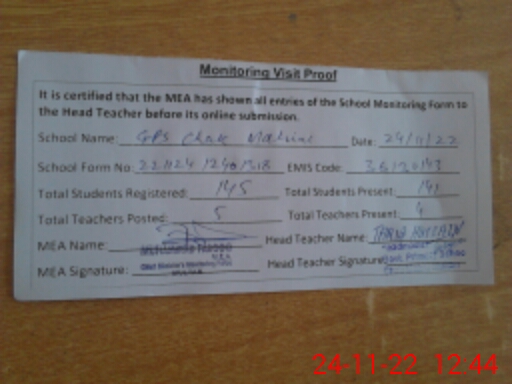 Monitoring Visit Proof
It is certified that the MEA has shown all entries of the School Monitoring Form to
the Head Teacher before its online submission.
School Name: GPS Chak Date: 24/11/22
School Form No: EMIS Code:
Total Students Registered: 145 Total Students Present: 141
Total Teachers Posted: 5 Total Teachers Present: 4
MEA Name: Head Teacher Name:
MEA Signature: Head Teacher Signature:
24-11-22 12:44